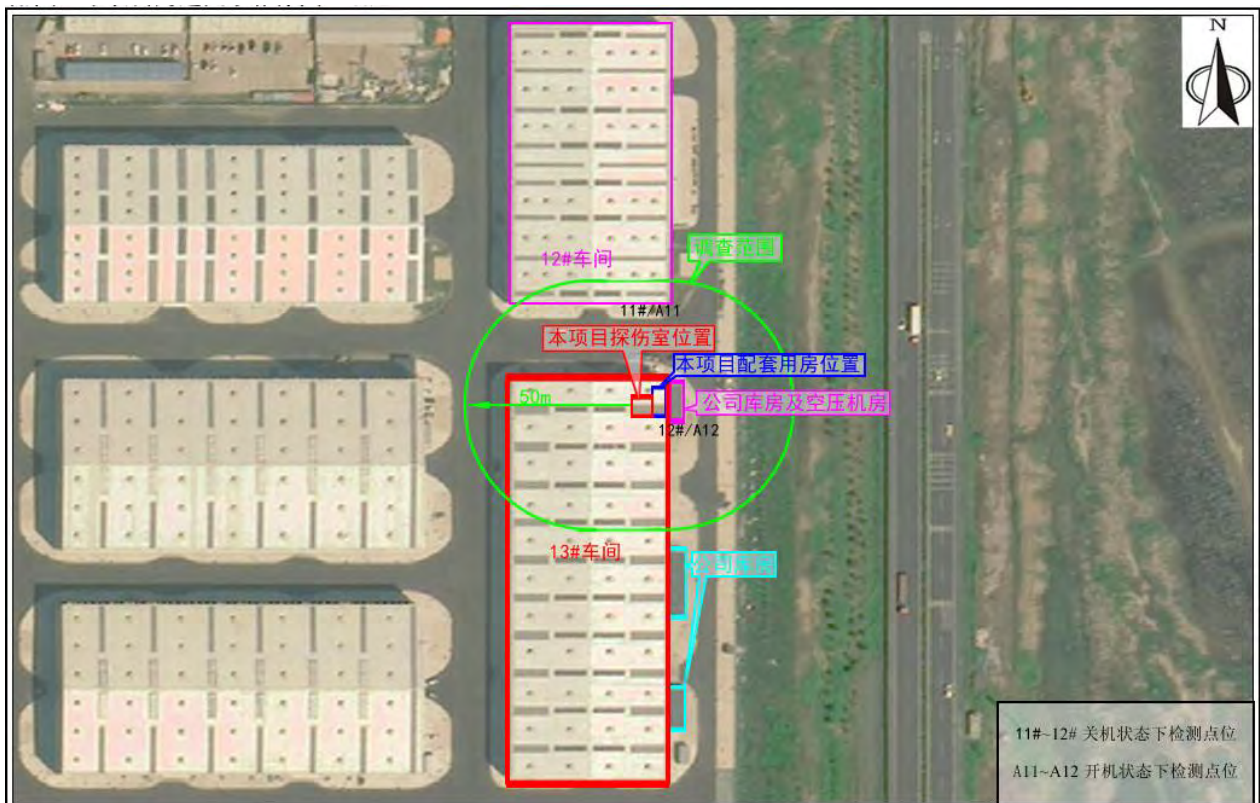 N
调查范围
12#车间
11#/A11
本项目探伤室位置
本项目配套用房位置
50m
公司库房及空压机房
12#/A12
13#车间
公司库房
11#~12# 关机状态下检测点位
A11~A12 开机状态下检测点位